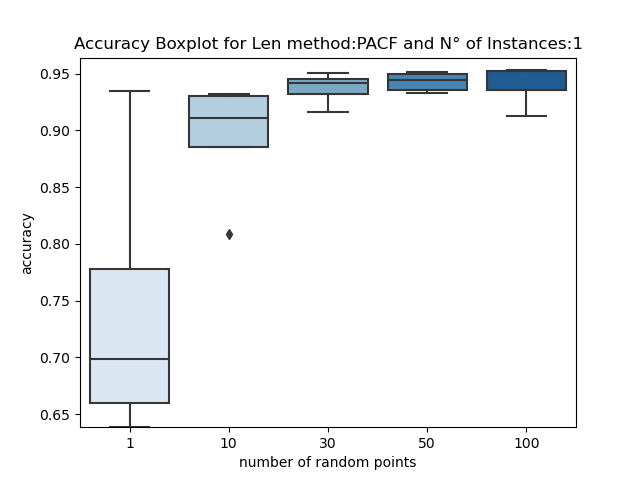 Accuracy Boxplot for Len method:PACF and N° of Instances:1
0.95
0.90
0.85
0.80
0.75
0.70
0.65
accuracy
1 10 30 50 100
number of random points